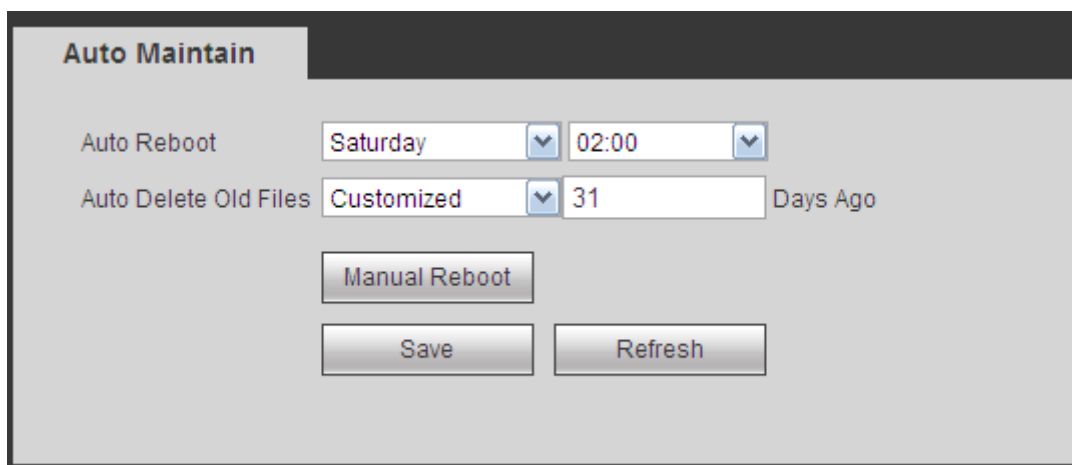 Auto Maintain
Auto Reboot Saturday 02:00
Auto Delete Old Files Customized 31 Days Ago
Manual Reboot
Save Refresh